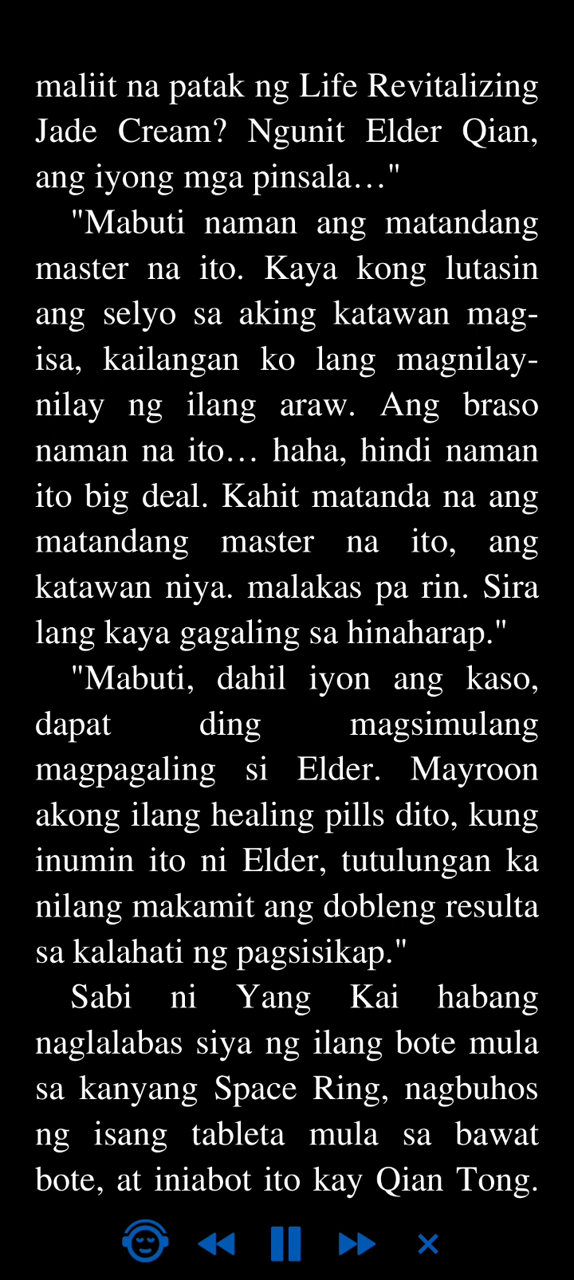 maliit na patak ng Life Revitalizing
Jade Cream? Ngunit Elder Qian,
ang iyong mga pinsala…"
"Mabuti naman ang matandang
master na ito. Kaya kong lutasin
ang selyo sa aking katawan mag-
isa, kailangan ko lang magnilay-
nilay ng ilang araw. Ang braso
naman na ito… haha, hindi naman
ito big deal. Kahit matanda na ang
matandang master na ito, ang
katawan niya. malakas pa rin. Sira
lang kaya gagaling sa hinaharap."
"Mabuti, dahil iyon ang kaso,
dapat ding magsimulang
magpagaling si Elder. Mayroon
akong ilang healing pills dito, kung
inumin ito ni Elder, tutulungan ka
nilang makamit ang dobleng resulta
sa kalahati ng pagsisikap."
Sabi ni Yang Kai habang
naglalabas siya ng ilang bote mula
sa kanyang Space Ring, nagbuhos
ng isang tableta mula sa bawat
bote, at iniabot ito kay Qian Tong.